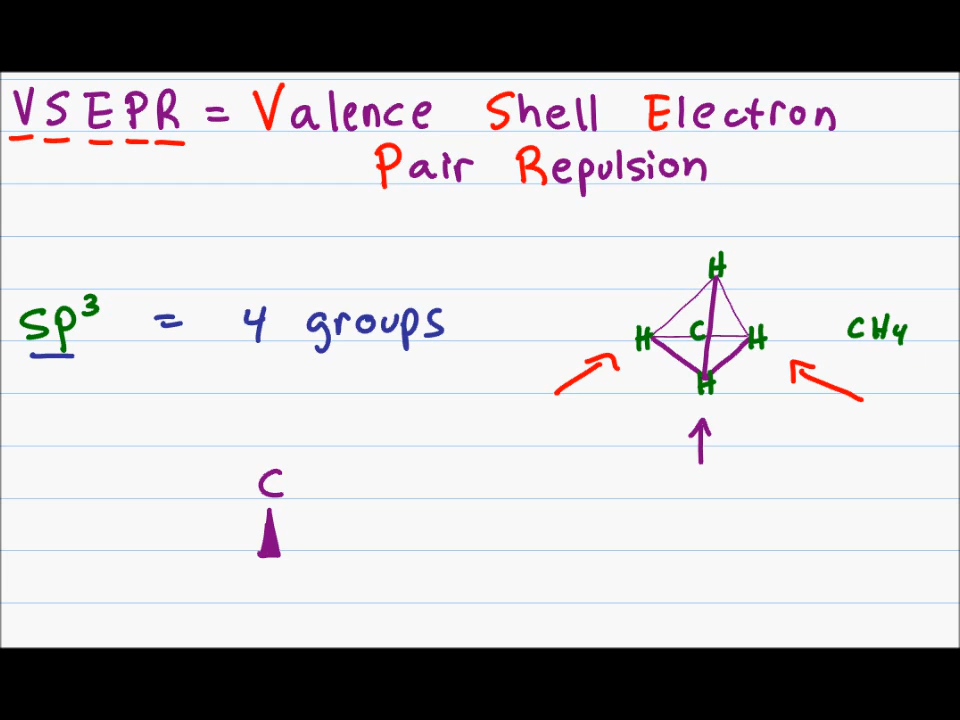 VSEPR = Valence Shell Electron
Pair Repulsion
sp³ = 4 groups
H
H C H
H
CH4
C